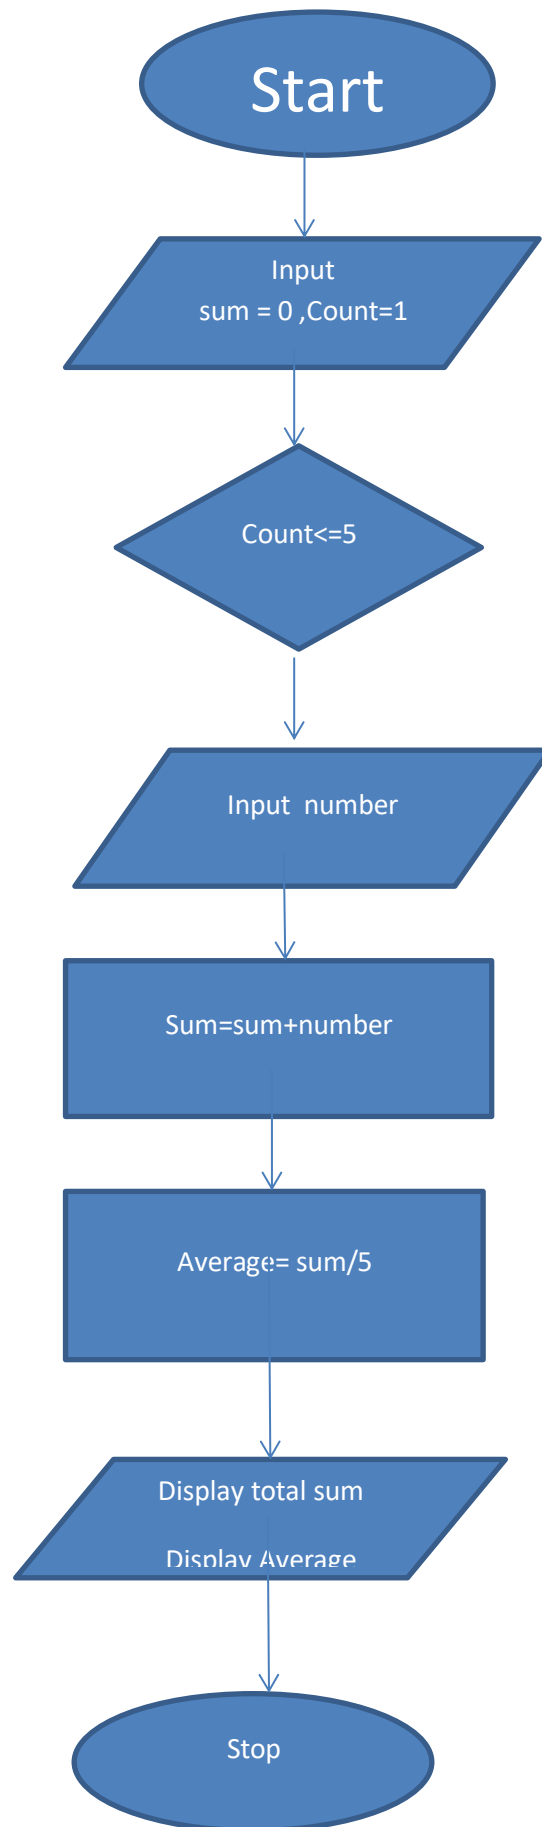 Start
Input
sum = 0 ,Count=1
Count<=5
Input  number
Sum=sum+number
Average= sum/5
Display total sum
Display Average
Stop